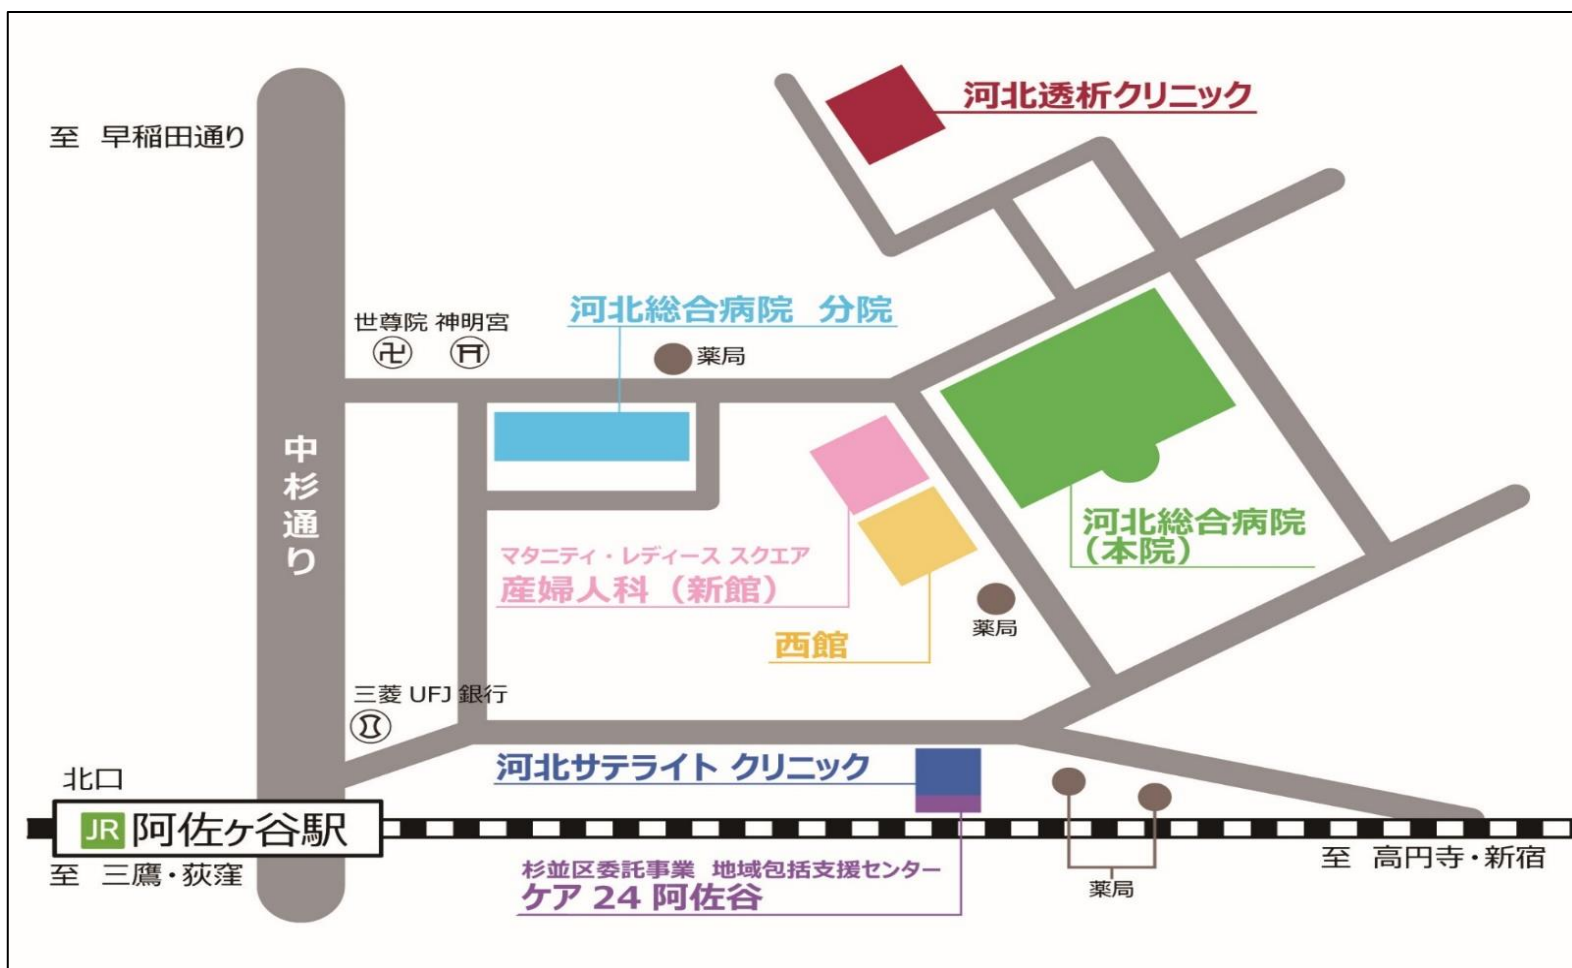 河北透析クリニック
至 早稲田通り
河北総合病院 分院
世尊院 神明宮
薬局
中杉通り
河北総合病院
(本院)
マタニティ・レディース スクエア
産婦人科(新館)
薬局
西館
三菱 UFJ 銀行
河北サテライト クリニック
北口
JR 阿佐ヶ谷駅
至 三鷹・荻窪
至 高円寺・新宿
杉並区委託事業 地域包括支援センター
ケア 24 阿佐谷
薬局